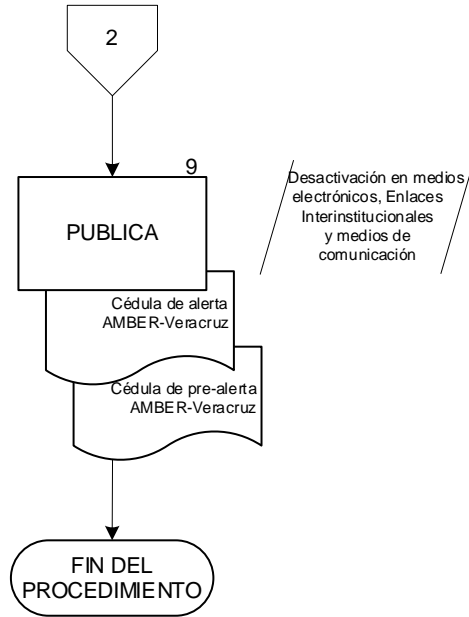 2
9
PUBLICA
Desactivación en medios
electrónicos, Enlaces
Interinstitucionales
y medios de
comunicación
Cédula de alerta
AMBER-Veracruz
Cédula de pre-alerta
AMBER-Veracruz
FIN DEL
PROCEDIMIENTO